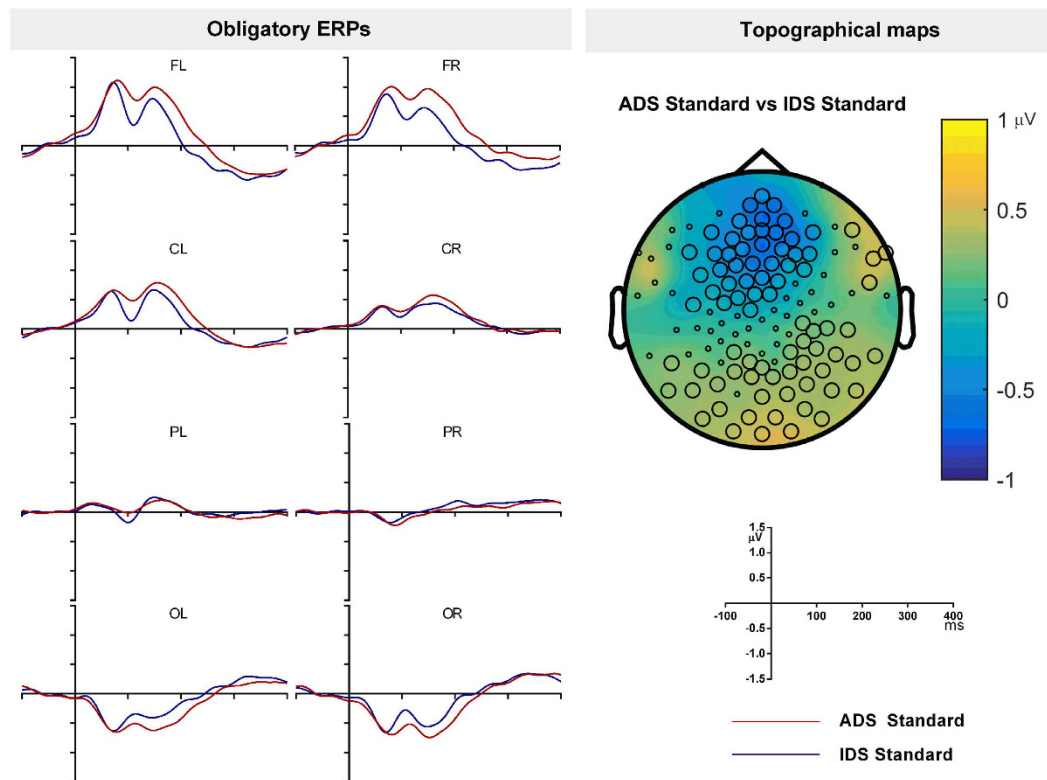 Obligatory ERPs
Topographical maps
FL
FR
ADS Standard vs IDS Standard
1 μV
0.5
0
-0.5
-1
CL
CR
PL
PR
1.5
μV
1.0
0.5
-100
100
200
300
400
ms
-0.5
-1.0
-1.5
OL
OR
ADS Standard
IDS Standard